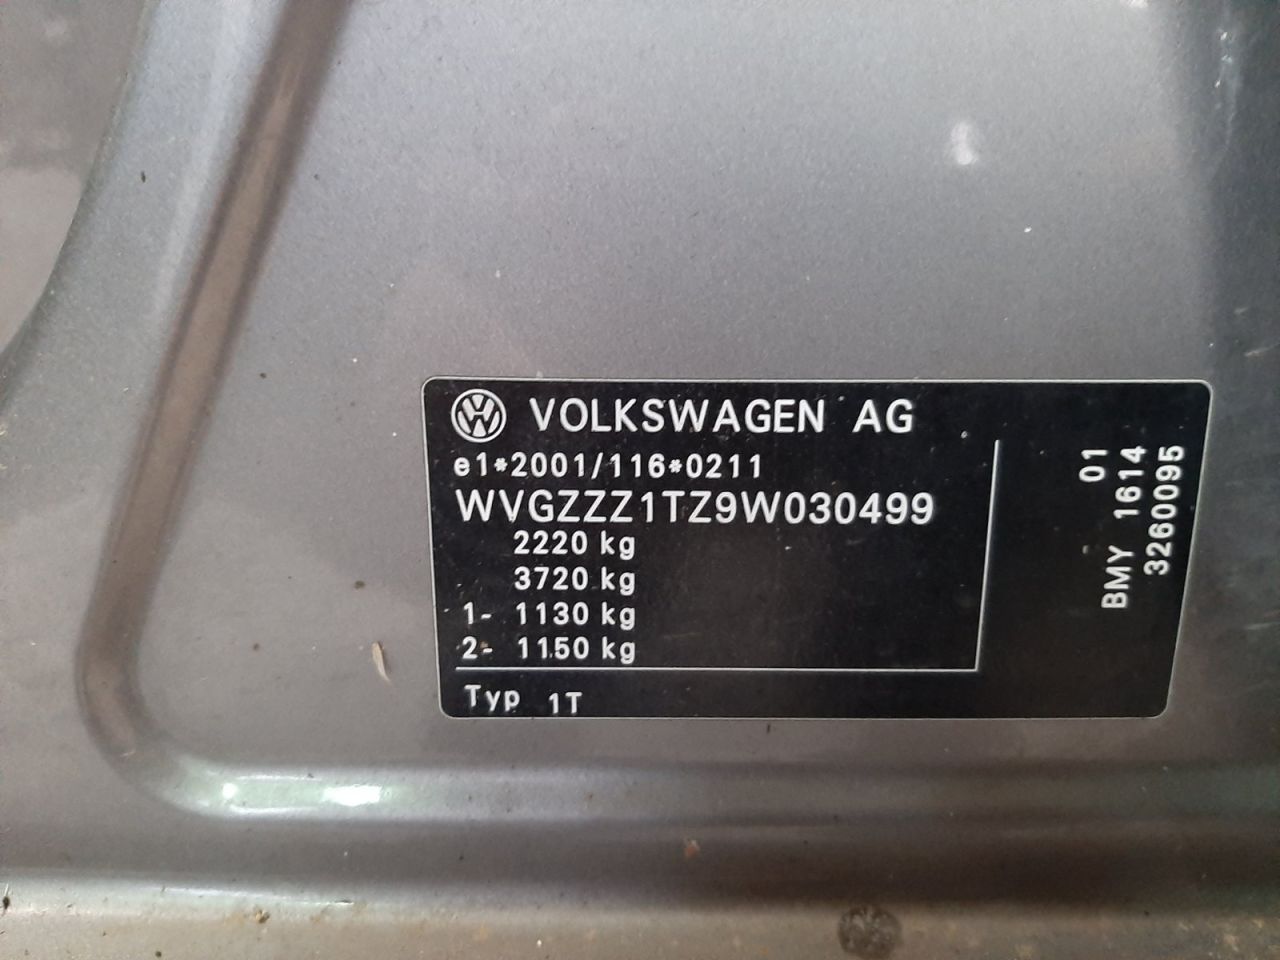 VOLKSWAGEN AG
e1*2001/116*0211
WVGZZZ1TZ9W030499
2220 kg
3720 kg
1- 1130 kg
2- 1150 kg
Typ 1T
01
BMY 1614
3260095